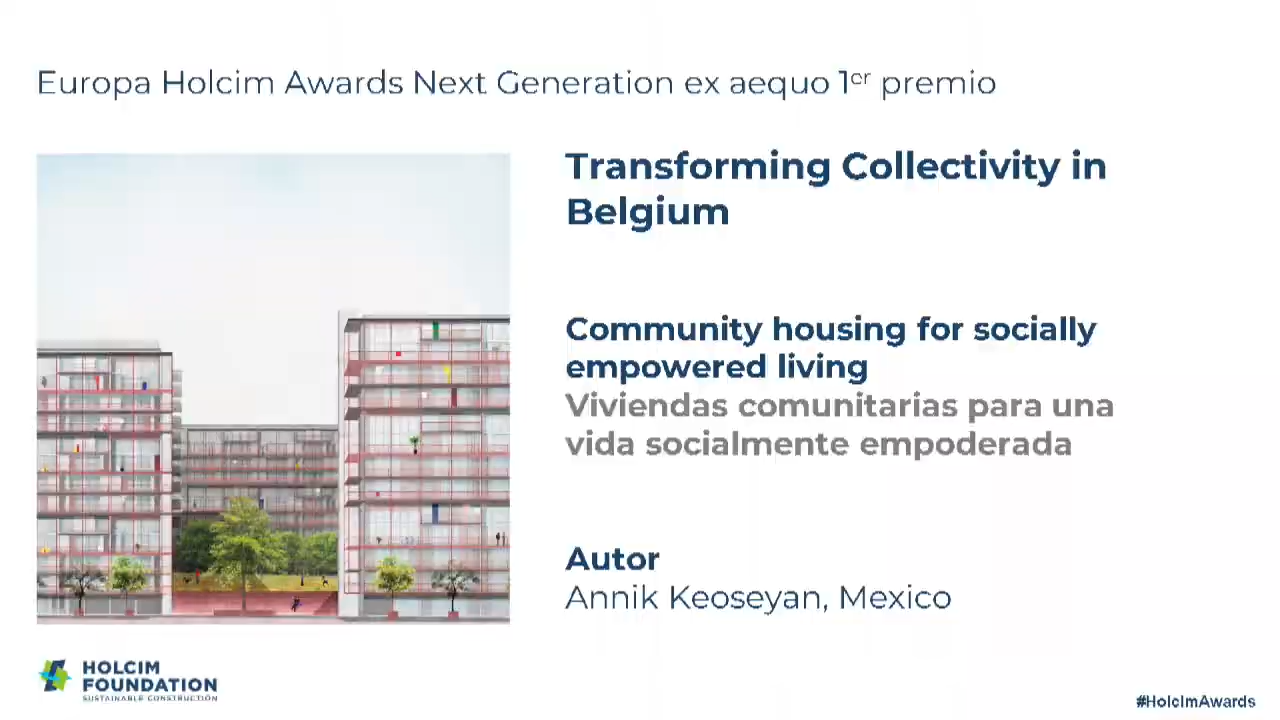 Europa Holcim Awards Next Generation ex aequo 1er premio
Transforming Collectivity in
Belgium
Community housing for socially
empowered living
Viviendas comunitarias para una
vida socialmente empoderada
Autor
Annik Keoseyan, Mexico
HOLCIM
FOUNDATION
SUSTAINABLE CONSTRUCTION
#HolcimAwards